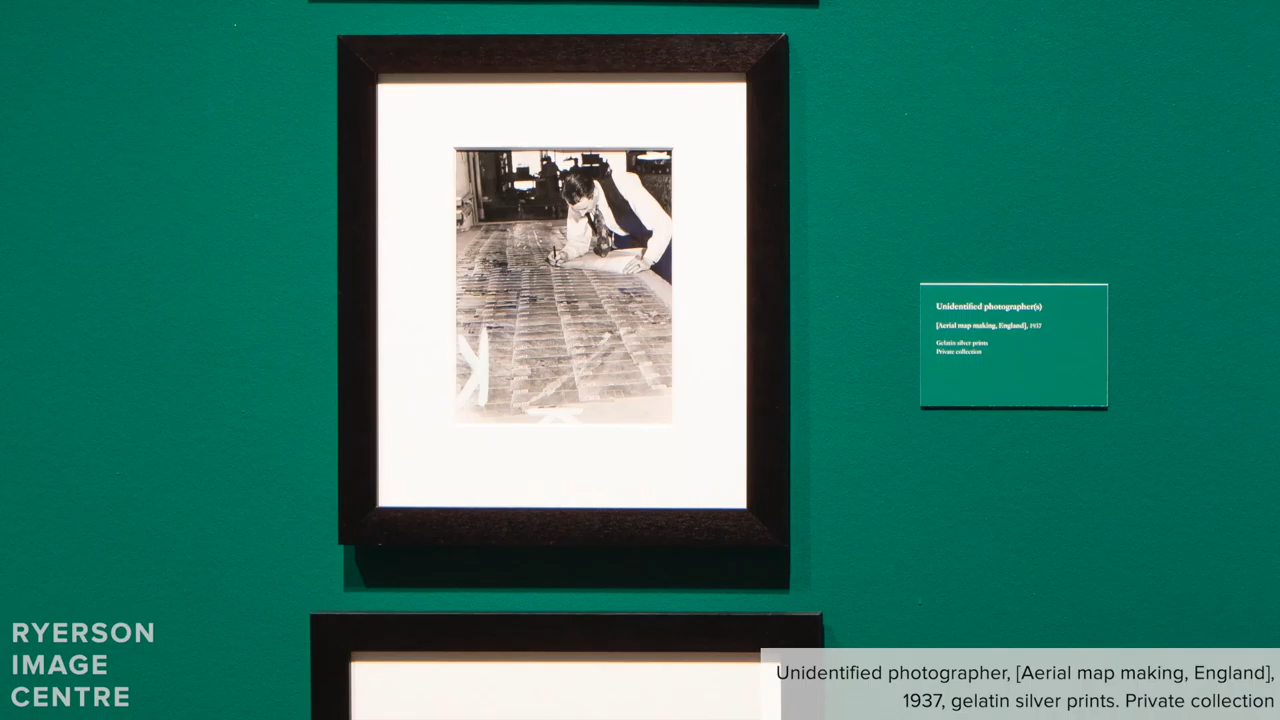 Unidentified photographer(s)
[Aerial map making, England], 1937
Gelatin silver prints
Private collection
RYERSON
IMAGE
CENTRE
Unidentified photographer, [Aerial map making, England],
1937, gelatin silver prints. Private collection